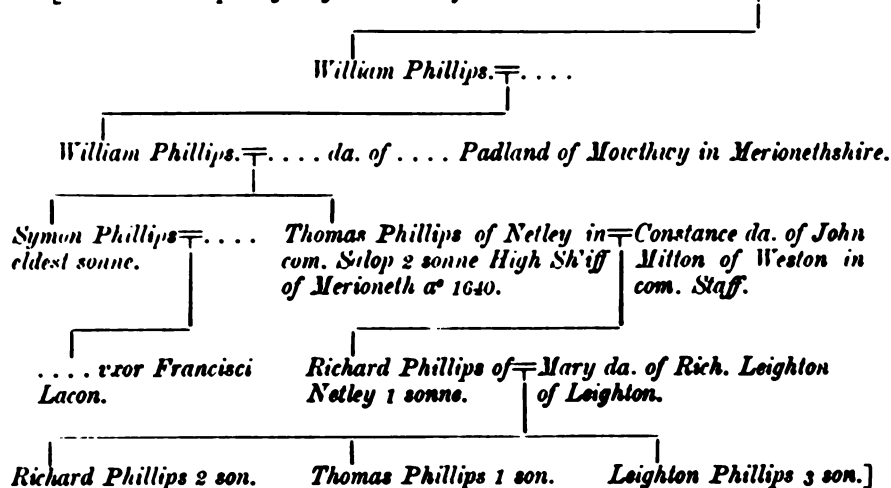 William Phillips. = . . . .
William Phillips. = . . . . da. of . . . . Padland of Mowthwy in Merionethshire.
Symon Phillips = . . . .
eldest sonne.
Thomas Phillips of Netley in
com. Salop 2 sonne High Sh'iff
of Merioneth aº 1640.
= Constance da. of John
Mitton of Weston in
com. Staff.
. . . . vxor Francisci
Lacon.
Richard Phillips of
Netley 1 sonne.
= Mary da. of Rich. Leighton
of Leighton.
Richard Phillips 2 son.
Thomas Phillips 1 son.
Leighton Phillips 3 son.]